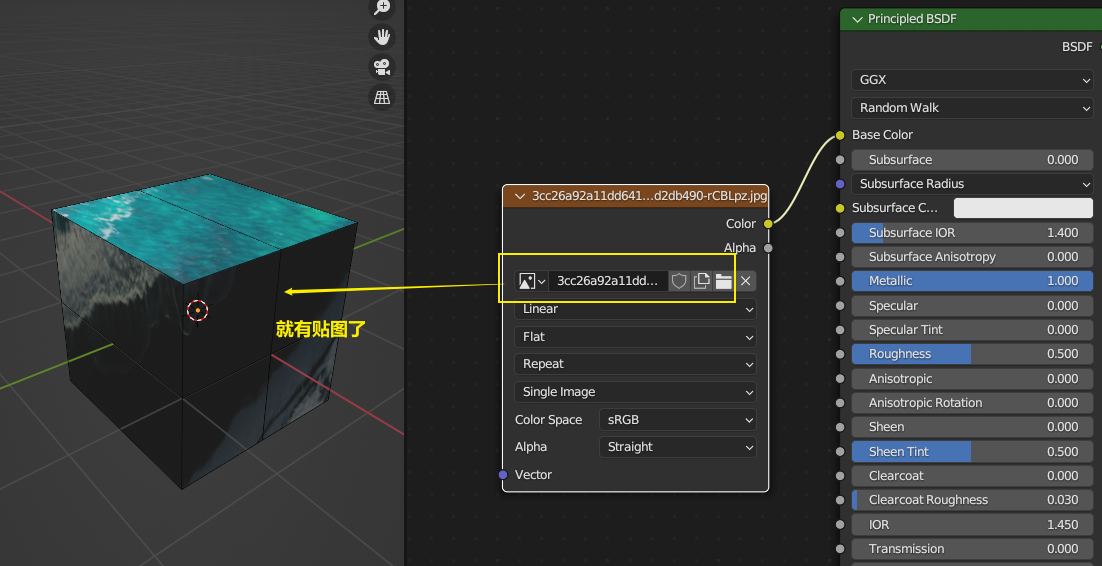 Principled BSDF
BSDF
GGX
Random Walk
Base Color
Subsurface 0.000
Subsurface Radius
Subsurface C...
Subsurface IOR 1.400
Subsurface Anisotropy 0.000
Metallic 1.000
Specular 0.000
Specular Tint 0.000
Roughness 0.500
Anisotropic 0.000
Anisotropic Rotation 0.000
Sheen 0.000
Sheen Tint 0.500
Clearcoat 0.000
Clearcoat Roughness 0.030
IOR 1.450
Transmission 0.000
3cc26a92a11dd641...d2db490-rCBLpz.jpg
Color
Alpha
3cc26a92a11dd...
Linear
Flat
Repeat
Single Image
Color Space sRGB
Alpha Straight
Vector
就有贴图了